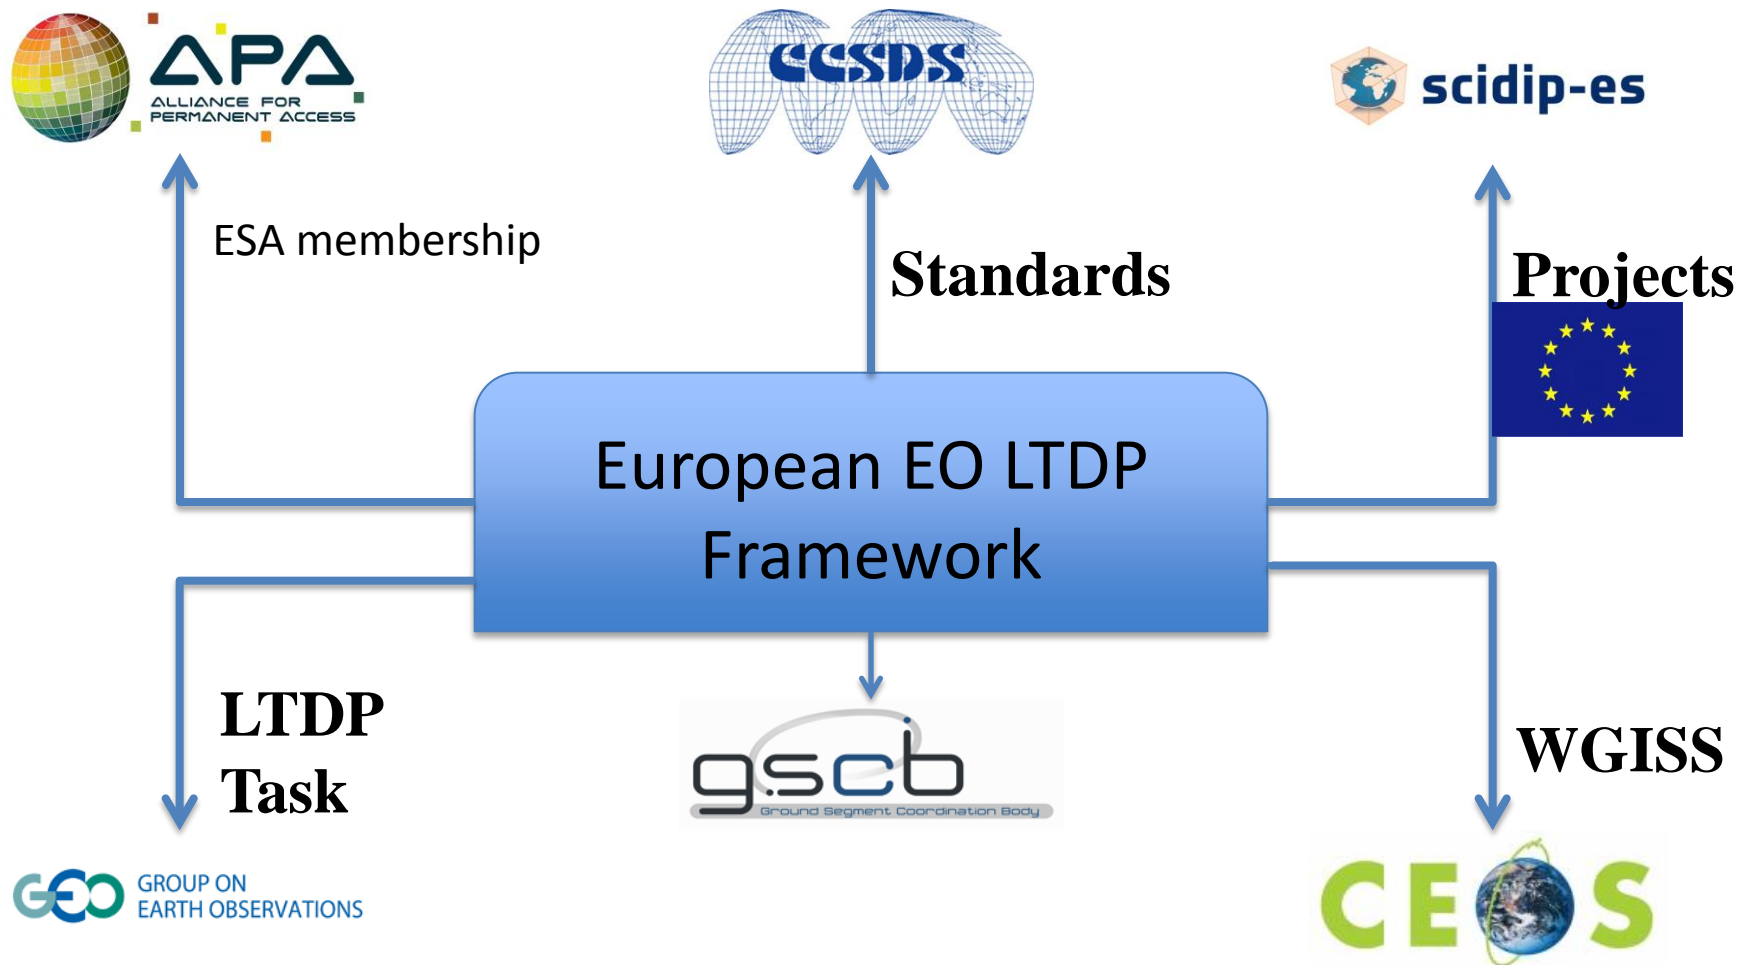 APA
ALLIANCE FOR
PERMANENT ACCESS
CCSDS
scidip-es
ESA membership
Standards
Projects
European EO LTDP
Framework
LTDP
Task
WGISS
gscb
Ground Segment Coordination Body
GEO
GROUP ON
EARTH OBSERVATIONS
CEOS